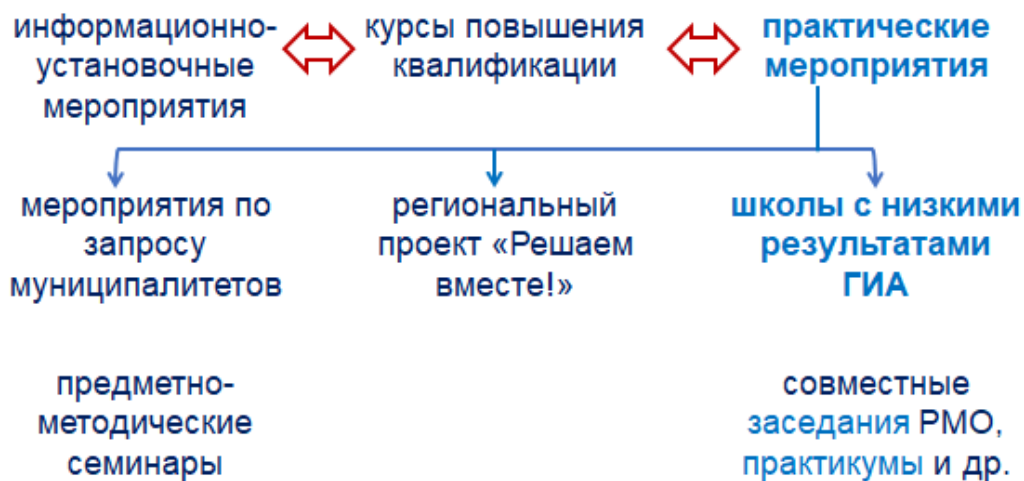 информационно-
установочные
мероприятия
курсы повышения
квалификации
практические
мероприятия
мероприятия по
запросу
муниципалитетов
региональный
проект «Решаем
вместе!»
школы с низкими
результатами
ГИА
предметно-
методические
семинары
совместные
заседания РМО,
практикумы и др.